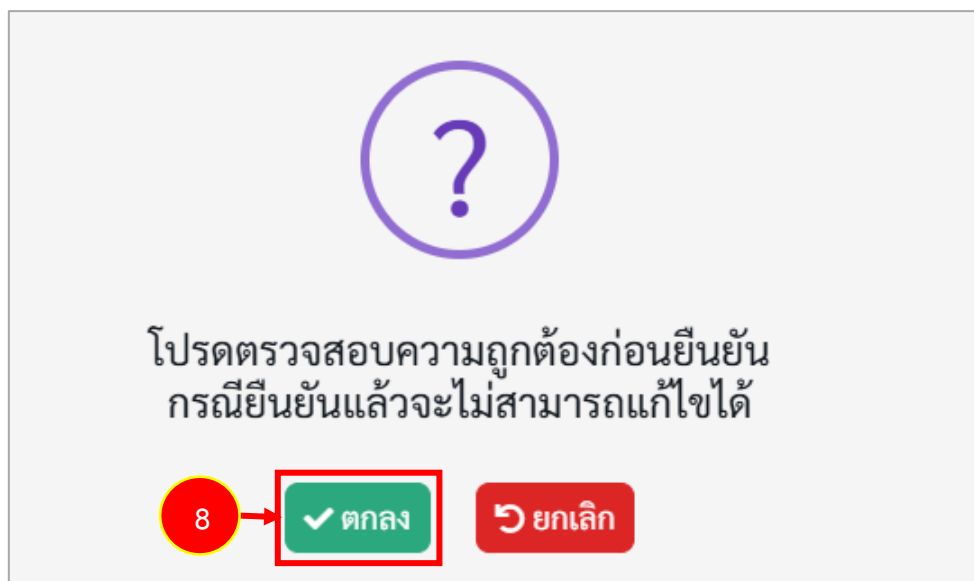 ?
โปรดตรวจสอบความถูกต้องก่อนยืนยัน
กรณียืนยันแล้วจะไม่สามารถแก้ไขได้
8
ตกลง
ยกเลิก